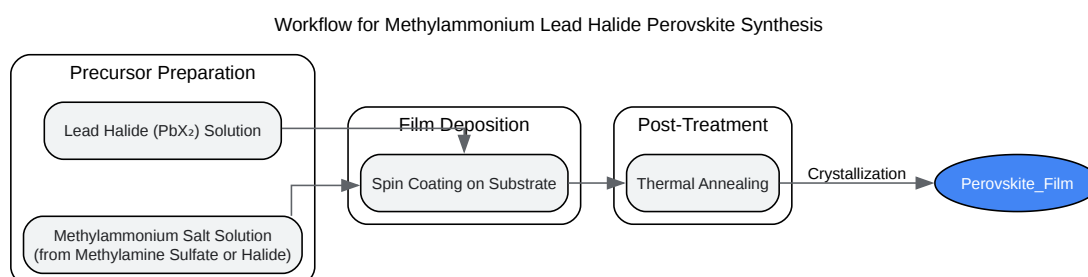 Workflow for Methylammonium Lead Halide Perovskite Synthesis
Precursor Preparation
Lead Halide (PbX₂) Solution
Methylammonium Salt Solution
(from Methylamine Sulfate or Halide)
Film Deposition
Spin Coating on Substrate
Post-Treatment
Thermal Annealing
Crystallization
Perovskite_Film